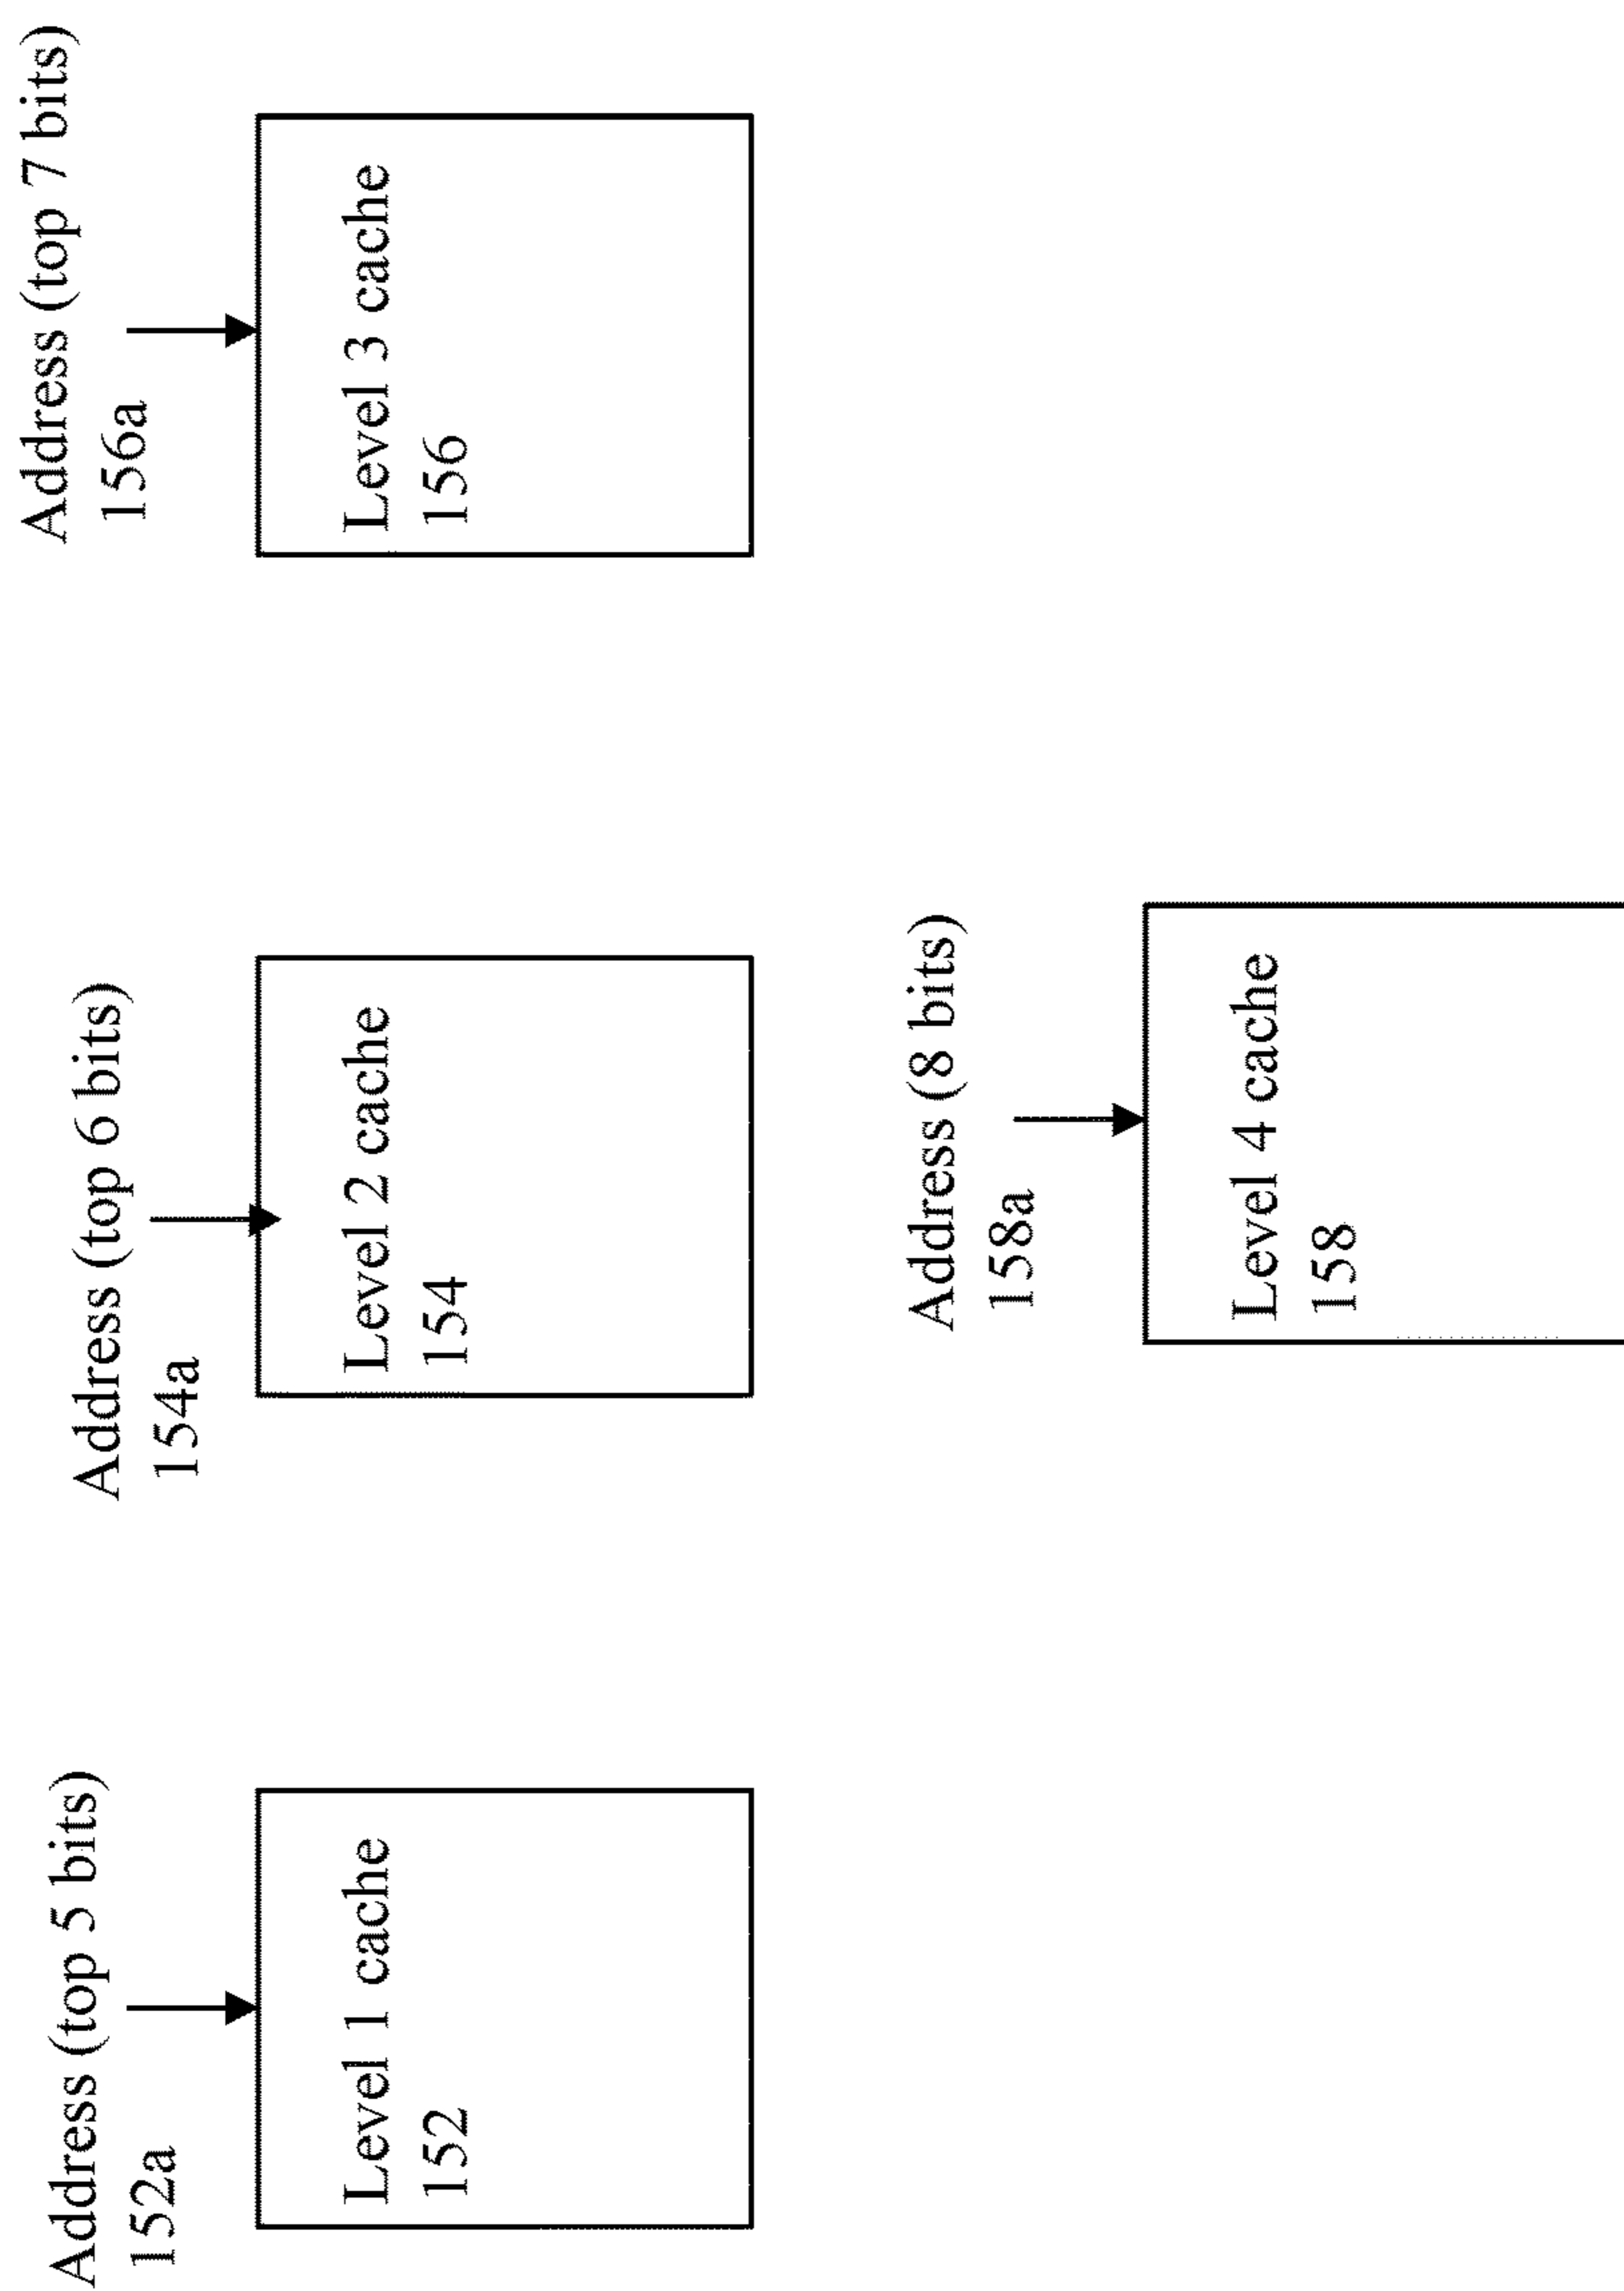 Address (top 5 bits)
152a
Level 1 cache
152
Address (top 6 bits)
154a
Level 2 cache
154
Address (top 7 bits)
156a
Level 3 cache
156
Address (8 bits)
158a
Level 4 cache
158